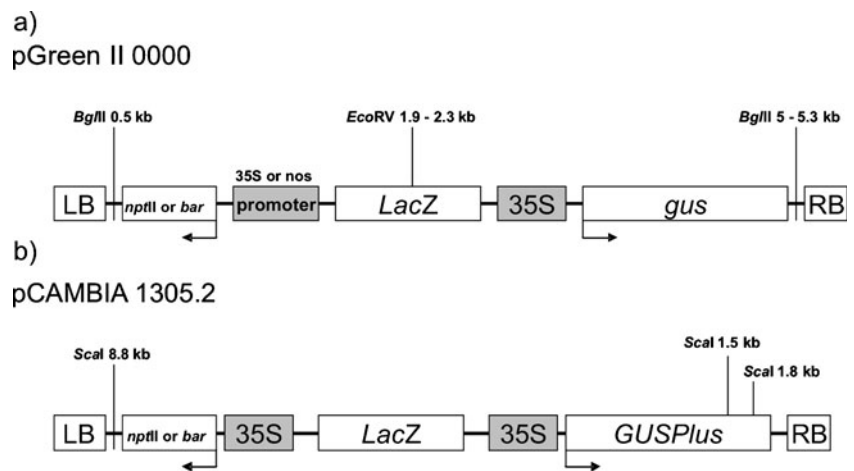 a)
pGreen II 0000
BglII 0.5 kb EcoRV 1.9 - 2.3 kb BglII 5 - 5.3 kb
35S or nos
LB nptII or bar promoter LacZ 35S gus RB
b)
pCAMBIA 1305.2
ScaI 8.8 kb ScaI 1.5 kb
ScaI 1.8 kb
LB nptII or bar 35S LacZ 35S GUSPlus RB